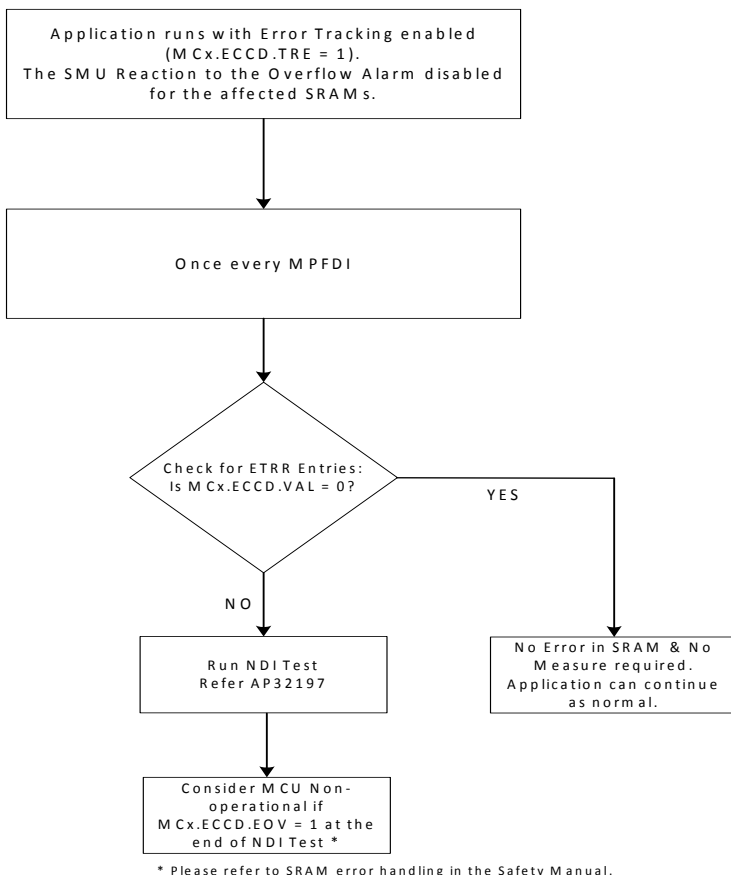 Application runs with Error Tracking enabled
(MCx.ECCD.TRE = 1).
The SMU Reaction to the Overflow Alarm disabled
for the affected SRAMs.
Once every MPFDI
Check for ETRR Entries:
Is MCx.ECCD.VAL = 0?
YES
NO
Run NDI Test
Refer AP32197
No Error in SRAM & No
Measure required.
Application can continue
as normal.
Consider MCU Non-
operational if
MCx.ECCD.EOV = 1 at the
end of NDI Test *
* Please refer to SRAM error handling in the Safety Manual.